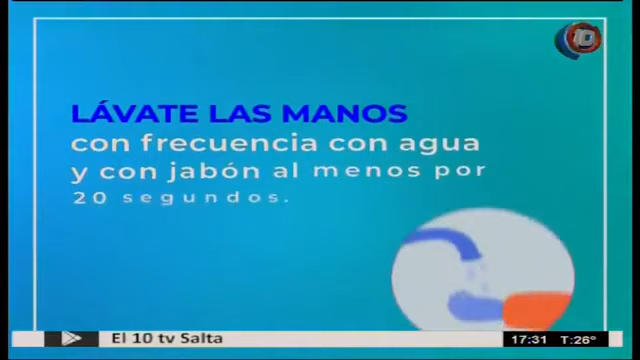 10
LÁVATE LAS MANOS
con frecuencia con agua
y con jabón al menos por
20 segundos.
El 10 tv Salta
17:31 T:26°